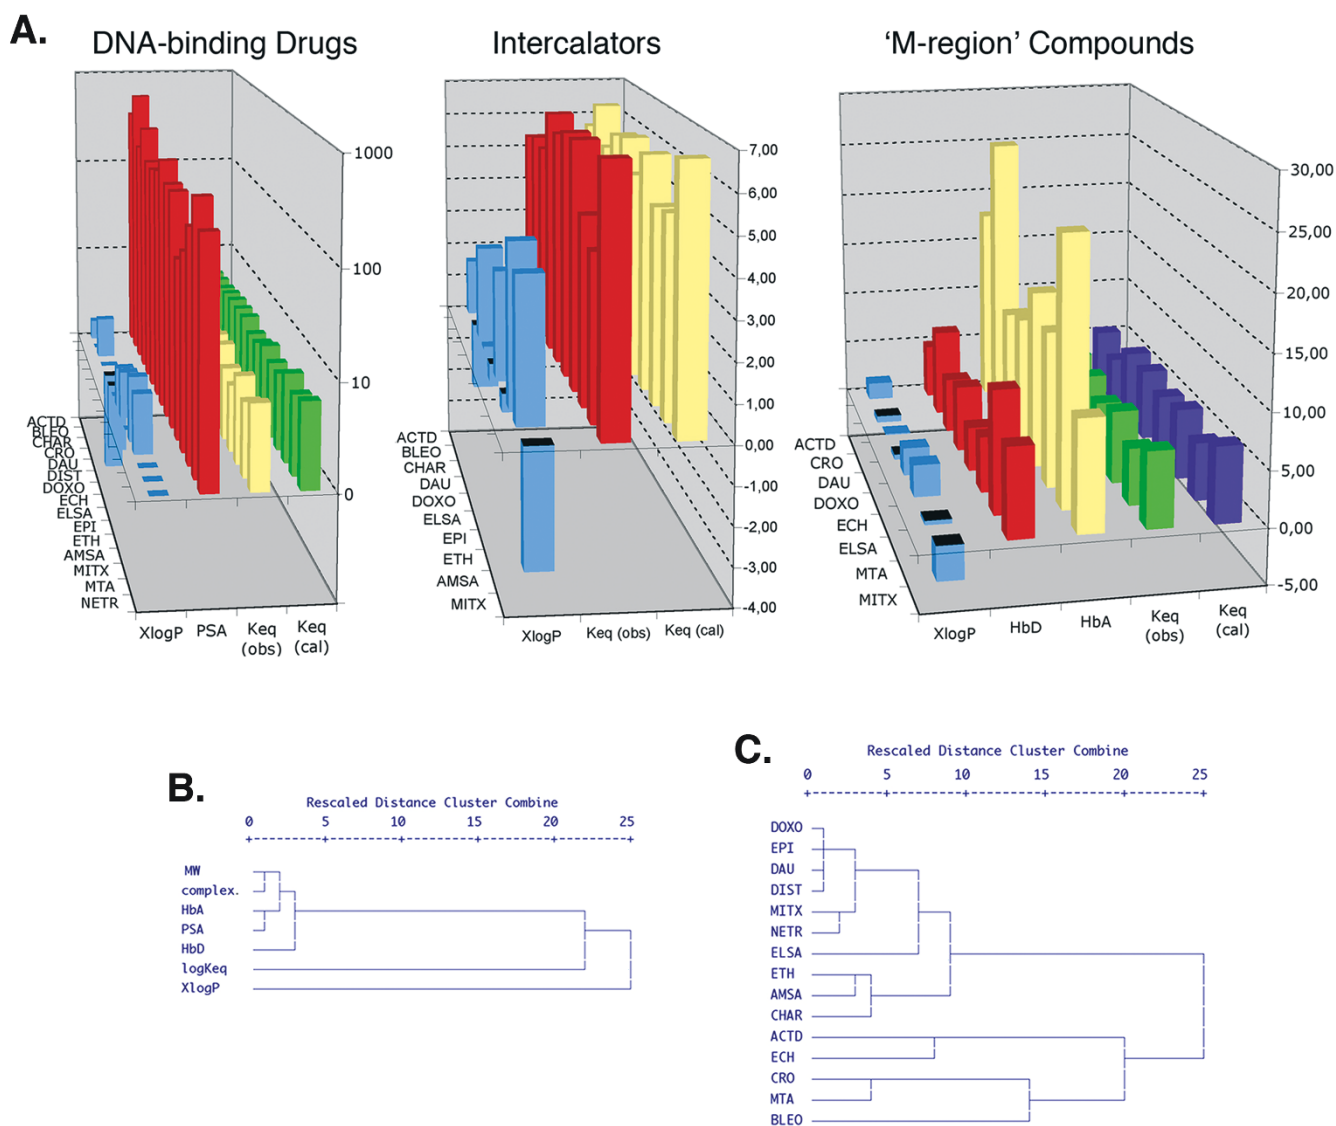 A.
DNA-binding Drugs
1000
100
10
0
ACTD
BLEO
CHAR
CRO
DAU
DIST
DOXO
ECH
ELSA
EPI
ETH
AMSA
MITX
MTA
NETR
XlogP PSA Keq (obs) Keq (cal)
Intercalators
7,00
6,00
5,00
4,00
3,00
2,00
1,00
0,00
-1,00
-2,00
-3,00
-4,00
ACTD
BLEO
CHAR
DAU
DOXO
ELSA
EPI
ETH
AMSA
MITX
XlogP Keq (obs) Keq (cal)
‘M-region’ Compounds
30,00
25,00
20,00
15,00
10,00
5,00
0,00
-5,00
ACTD
CRO
DAU
DOXO
ECH
ELSA
MTA
MITX
XlogP HbD HbA Keq (obs) Keq (cal)
B.
Rescaled Distance Cluster Combine
0 5 10 15 20 25
MW
complex.
HbA
PSA
HbD
logKeq
XlogP
C.
Rescaled Distance Cluster Combine
0 5 10 15 20 25
DOXO
EPI
DAU
DIST
MITX
NETR
ELSA
ETH
AMSA
CHAR
ACTD
ECH
CRO
MTA
BLEO